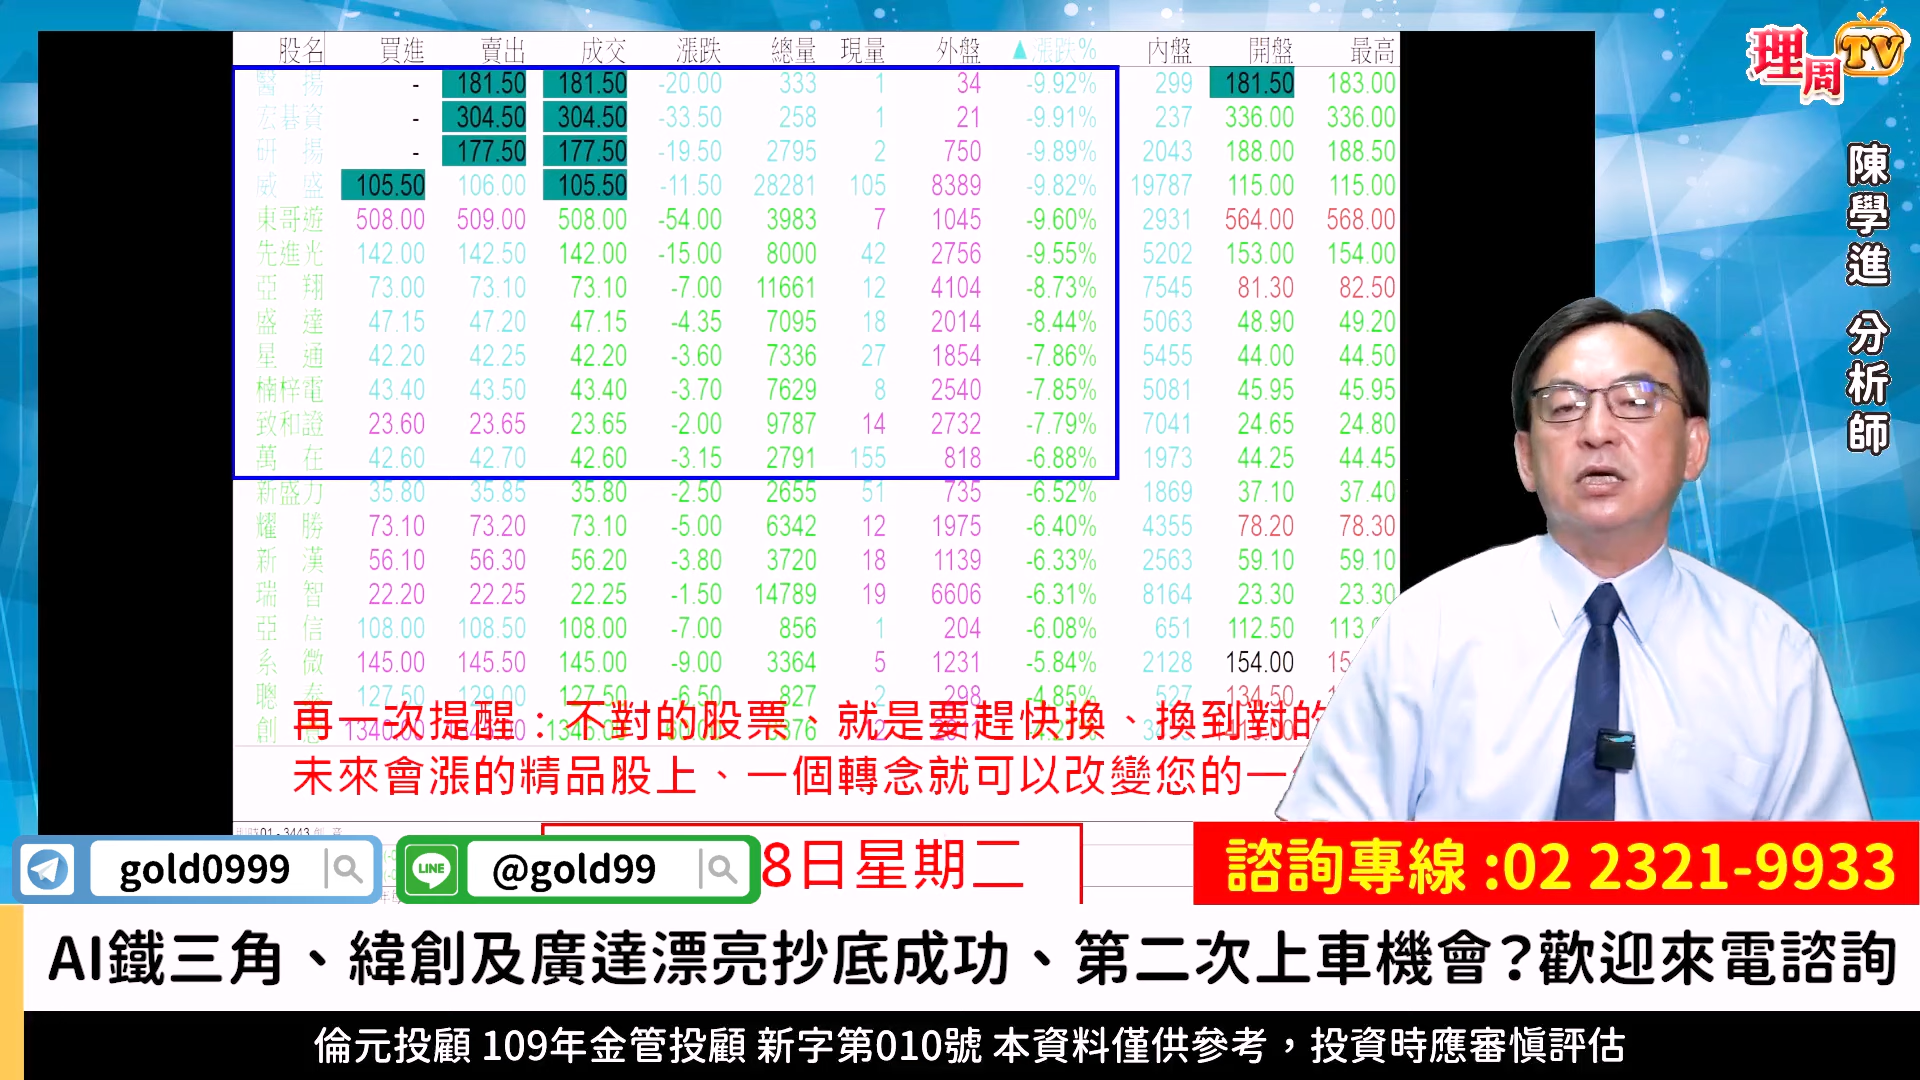 理周TV
陳學進 分析師
股名 買進 賣出 成交 漲跌 總量 現量 外盤 ▲漲跌% 內盤 開盤 最高
醫揚 - 181.50 181.50 -20.00 333 1 34 -9.92% 299 181.50 183.00
宏碁資 - 304.50 304.50 -33.50 258 1 21 -9.91% 237 336.00 336.00
研揚 - 177.50 177.50 -19.50 2795 2 750 -9.89% 2043 188.00 188.50
威盛 105.50 106.00 105.50 -11.50 28281 105 8389 -9.82% 19787 115.00 115.00
東哥遊 508.00 509.00 508.00 -54.00 3983 7 1045 -9.60% 2931 564.00 568.00
先進光 142.00 142.50 142.00 -15.00 8000 42 2756 -9.55% 5202 153.00 154.00
亞翔 73.00 73.10 73.10 -7.00 11661 12 4104 -8.73% 7545 81.30 82.50
盛達 47.15 47.20 47.15 -4.35 7095 18 2014 -8.44% 5063 48.90 49.20
星通 42.20 42.25 42.20 -3.60 7336 27 1854 -7.86% 5455 44.00 44.50
楠梓電 43.40 43.50 43.40 -3.70 7629 8 2540 -7.85% 5081 45.95 45.95
致和證 23.60 23.65 23.65 -2.00 9787 14 2732 -7.79% 7041 24.65 24.80
萬在 42.60 42.70 42.60 -3.15 2791 155 818 -6.88% 1973 44.25 44.45
新盛力 35.80 35.85 35.80 -2.50 2655 51 735 -6.52% 1869 37.10 37.40
耀勝 73.10 73.20 73.10 -5.00 6342 12 1975 -6.40% 4355 78.20 78.30
新漢 56.10 56.30 56.20 -3.80 3720 18 1139 -6.33% 2563 59.10 59.10
瑞智 22.20 22.25 22.25 -1.50 14789 19 6606 -6.31% 8164 23.30 23.30
亞信 108.00 108.50 108.00 -7.00 856 1 204 -6.08% 651 112.50 113
系微 145.00 145.50 145.00 -9.00 3364 5 1231 -5.84% 2128 154.00 15
聰泰 127.50 129.00 127.50 -6.50 827 2 298 -4.85% 527 134.50
創 1340.00
再一次提醒：不對的股票、就是要趕快換、換到對的
未來會漲的精品股上、一個轉念就可以改變您的一
gold0999
LINE @gold99
8日星期二
諮詢專線 :02 2321-9933
AI鐵三角、緯創及廣達漂亮抄底成功、第二次上車機會？歡迎來電諮詢
倫元投顧 109年金管投顧 新字第010號 本資料僅供參考，投資時應審慎評估